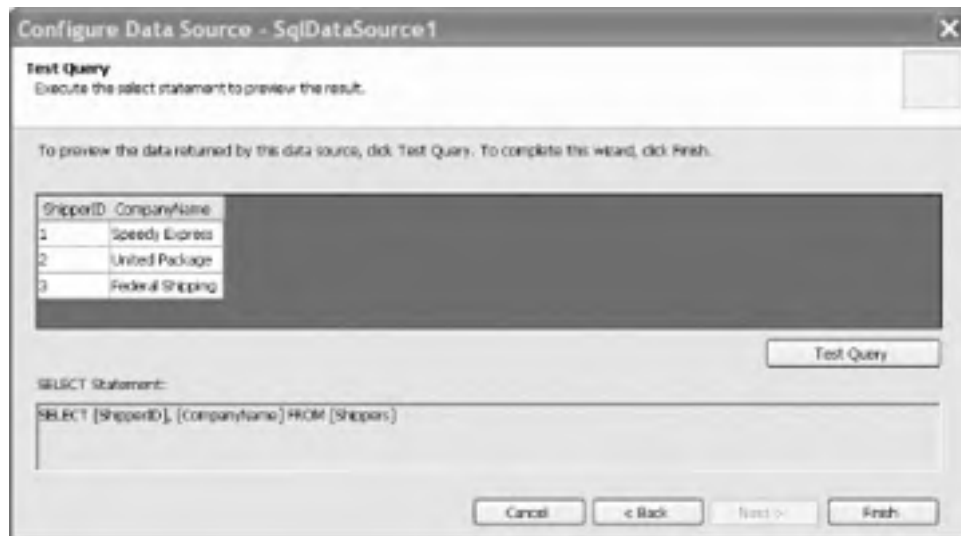 Configure Data Source - SqlDataSource1
Test Query
Execute the select statement to preview the result.
To preview the data returned by this data source, click Test Query. To complete this wizard, click Finish.
ShipperID CompanyName
1 Speedy Express
2 United Package
3 Federal Shipping
Test Query
SELECT Statement:
SELECT [ShipperID], [CompanyName] FROM [Shippers]
Cancel < Back Next > Finish